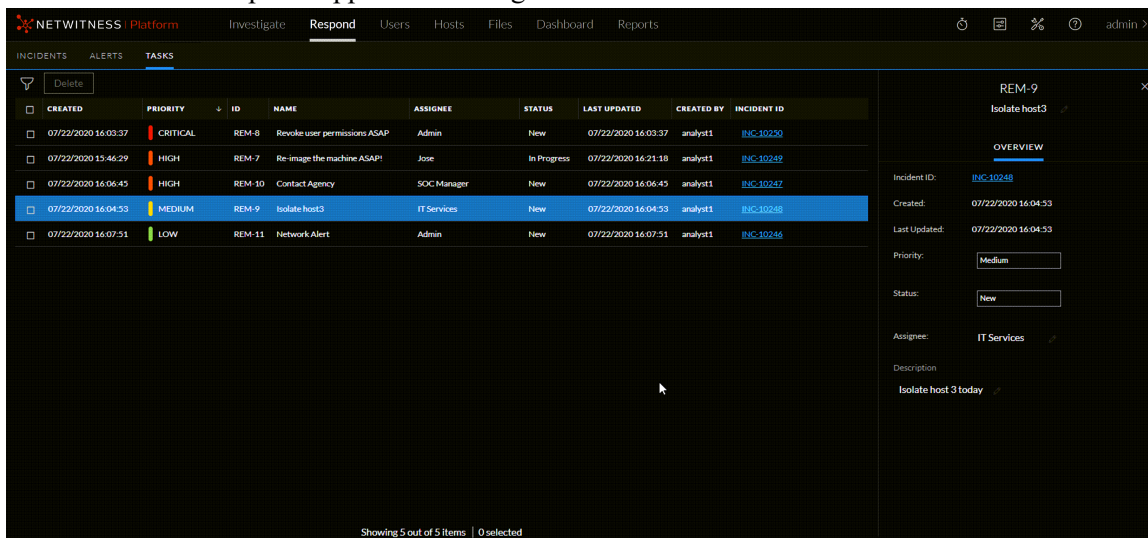 NETWITNESS Platform Investigate Respond Users Hosts Files Dashboard Reports admin >
INCIDENTS ALERTS TASKS
Delete
CREATED PRIORITY ↓ ID NAME ASSIGNEE STATUS LAST UPDATED CREATED BY INCIDENT ID
07/22/2020 16:03:37 CRITICAL REM-8 Revoke user permissions ASAP Admin New 07/22/2020 16:03:37 analyst1 INC-10250
07/22/2020 15:46:29 HIGH REM-7 Re-image the machine ASAP! Jose In Progress 07/22/2020 16:21:18 analyst1 INC-10249
07/22/2020 16:06:45 HIGH REM-10 Contact Agency SOC Manager New 07/22/2020 16:06:45 analyst1 INC-10247
07/22/2020 16:04:53 MEDIUM REM-9 Isolate host3 IT Services New 07/22/2020 16:04:53 analyst1 INC-10248
07/22/2020 16:07:51 LOW REM-11 Network Alert Admin New 07/22/2020 16:07:51 analyst1 INC-10246
Showing 5 out of 5 items | 0 selected
REM-9
Isolate host3
OVERVIEW
Incident ID: INC-10248
Created: 07/22/2020 16:04:53
Last Updated: 07/22/2020 16:04:53
Priority: Medium
Status: New
Assignee: IT Services
Description
Isolate host 3 today